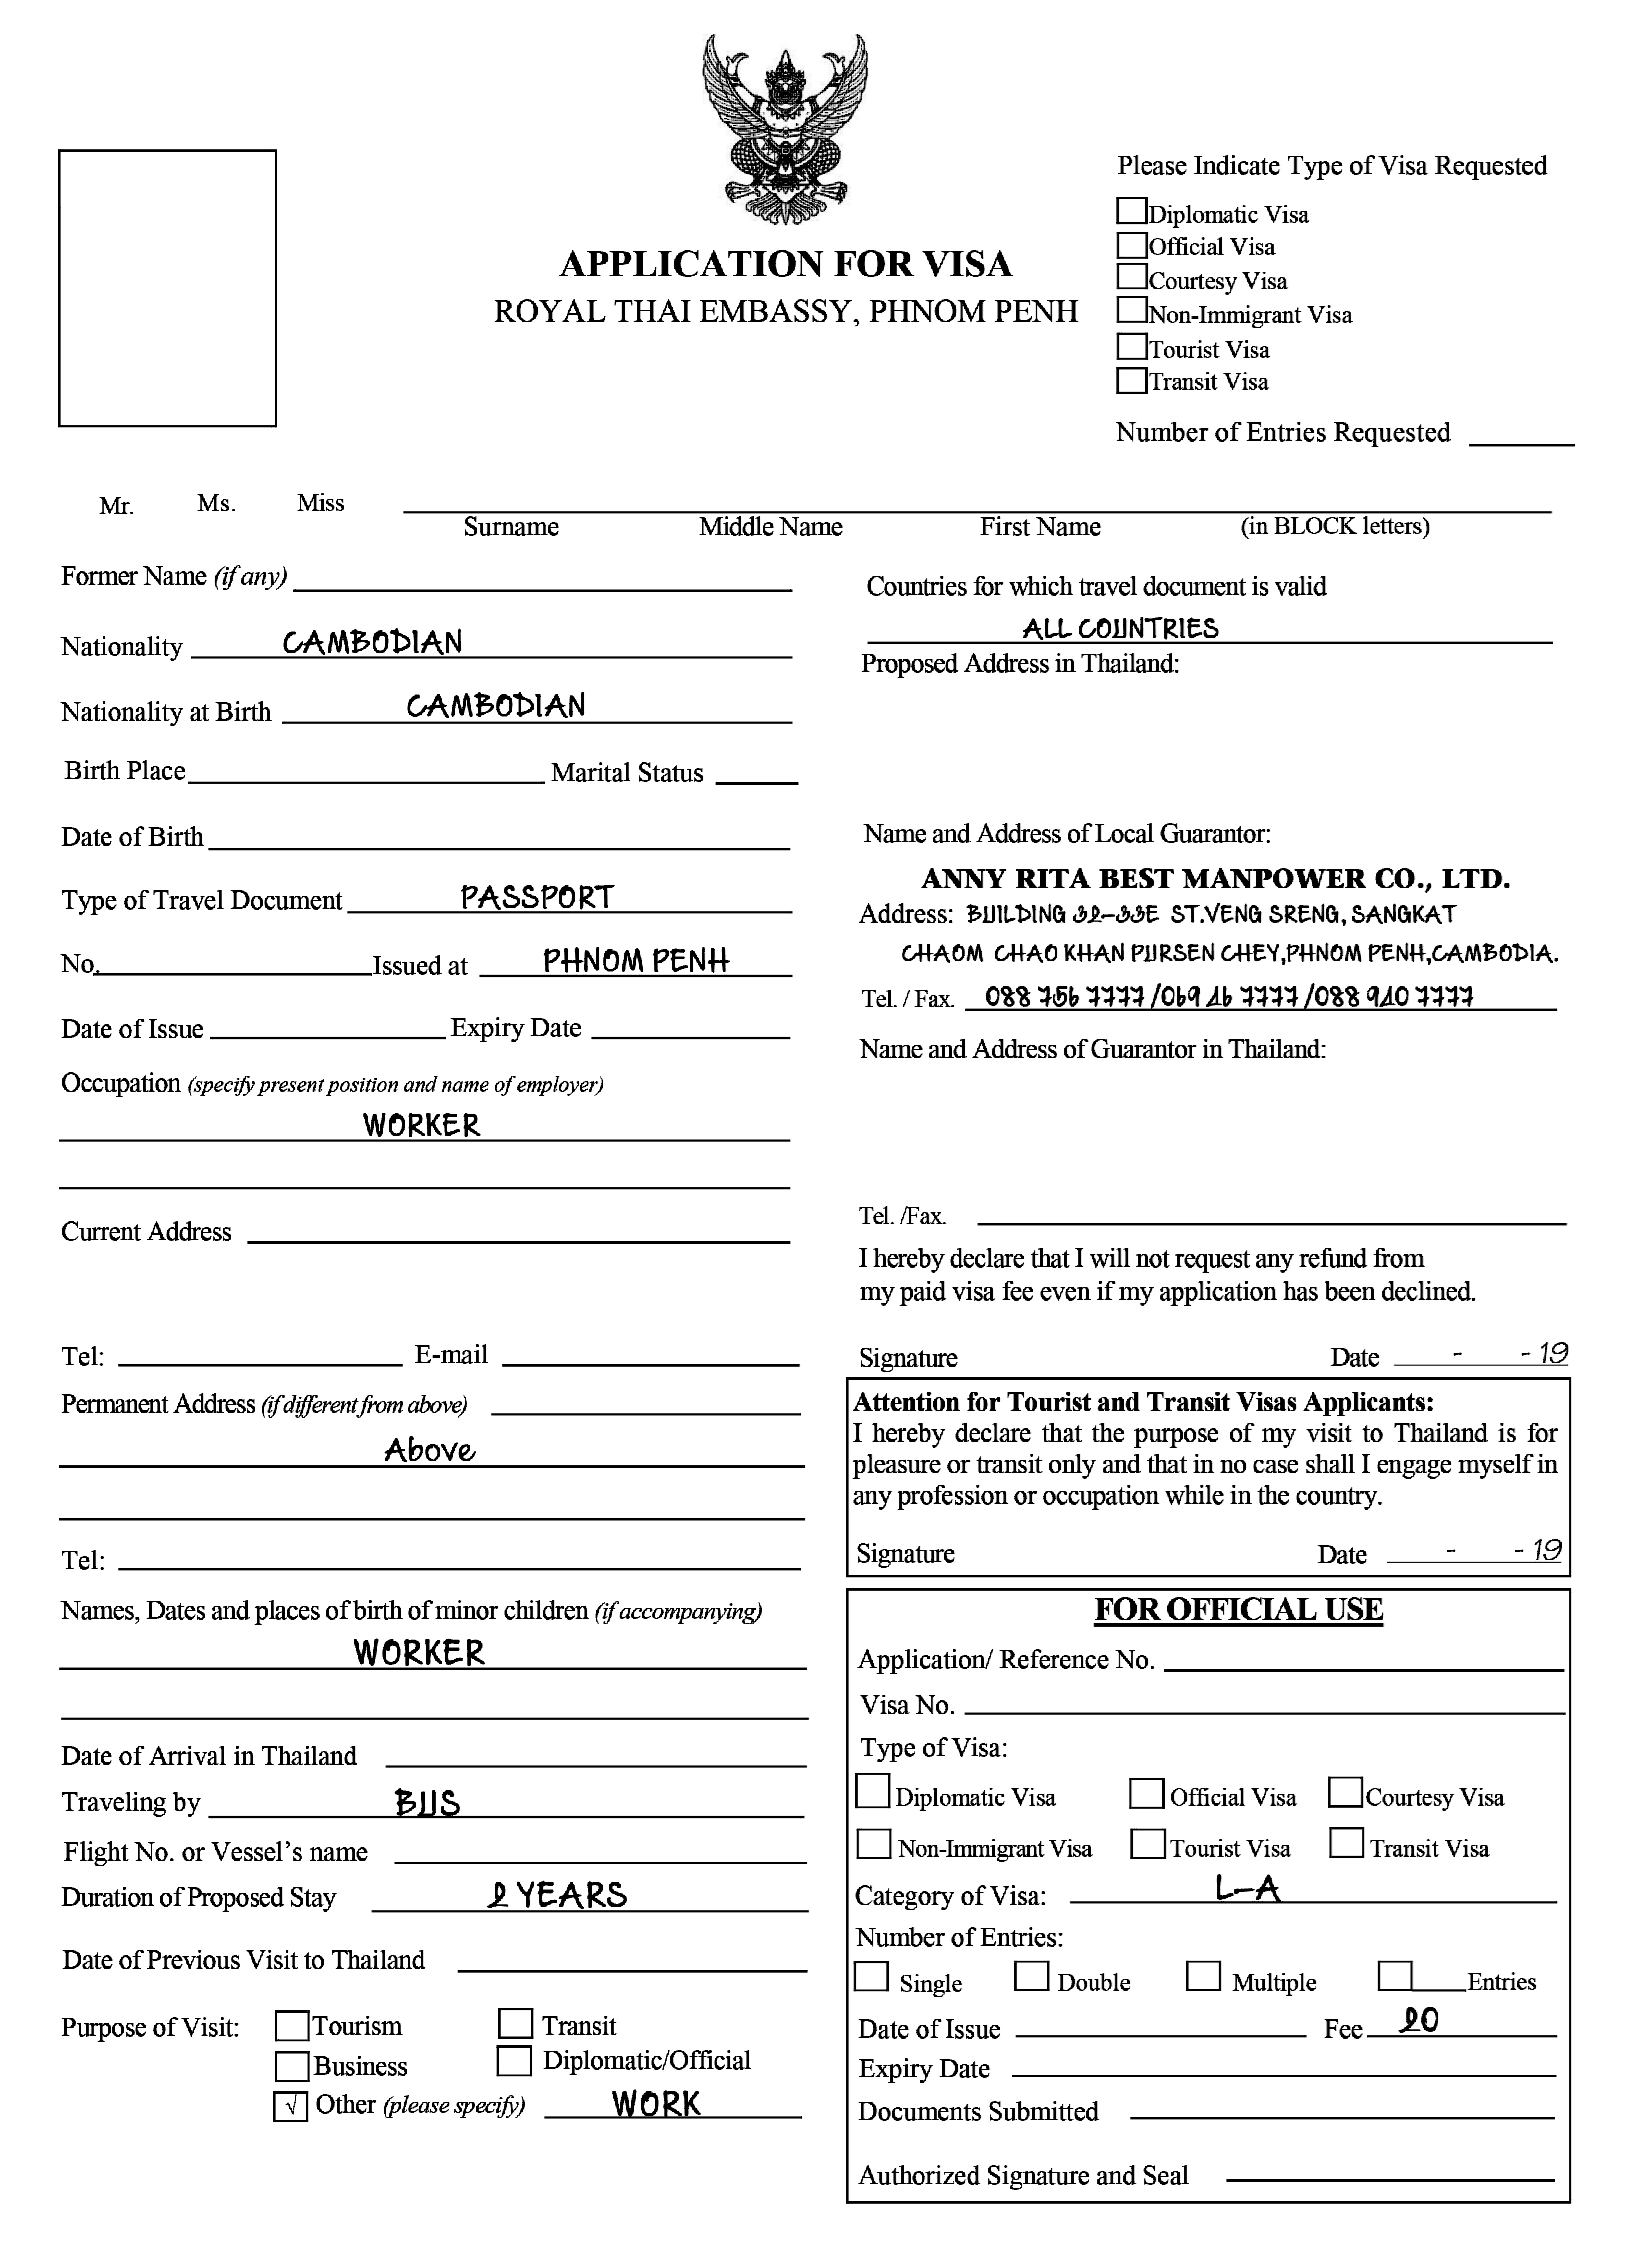 Please Indicate Type of Visa Requested
Diplomatic Visa
Official Visa
Courtesy Visa
Non-Immigrant Visa
Tourist Visa
Transit Visa
Number of Entries Requested
APPLICATION FOR VISA
ROYAL THAI EMBASSY, PHNOM PENH
Mr. Ms. Miss
Surname Middle Name First Name (in BLOCK letters)
Former Name (if any)
Nationality CAMBODIAN
Nationality at Birth CAMBODIAN
Birth Place Marital Status
Date of Birth
Type of Travel Document PASSPORT
No. Issued at PHNOM PENH
Date of Issue Expiry Date
Occupation (specify present position and name of employer)
WORKER
Current Address
Tel: E-mail
Permanent Address (if different from above)
Above
Tel:
Names, Dates and places of birth of minor children (if accompanying)
WORKER
Date of Arrival in Thailand
Traveling by BUS
Flight No. or Vessel's name
Duration of Proposed Stay 2 YEARS
Date of Previous Visit to Thailand
Purpose of Visit: Tourism Transit
Business Diplomatic/Official
√ Other (please specify) WORK
Countries for which travel document is valid
ALL COUNTRIES
Proposed Address in Thailand:
Name and Address of Local Guarantor:
ANNY RITA BEST MANPOWER CO., LTD.
Address: BUILDING 32-33E ST.VENG SRENG, SANGKAT
CHAOM CHAO KHAN PURSEN CHEY,PHNOM PENH,CAMBODIA.
Tel. / Fax. 088 756 7777 /069 16 7777 /088 910 7777
Name and Address of Guarantor in Thailand:
Tel. /Fax.
I hereby declare that I will not request any refund from
my paid visa fee even if my application has been declined.
Signature Date - - 19
Attention for Tourist and Transit Visas Applicants:
I hereby declare that the purpose of my visit to Thailand is for
pleasure or transit only and that in no case shall I engage myself in
any profession or occupation while in the country.
Signature Date - - 19
FOR OFFICIAL USE
Application/ Reference No.
Visa No.
Type of Visa:
Diplomatic Visa Official Visa Courtesy Visa
Non-Immigrant Visa Tourist Visa Transit Visa
Category of Visa: L-A
Number of Entries:
Single Double Multiple Entries
Date of Issue Fee 20
Expiry Date
Documents Submitted
Authorized Signature and Seal